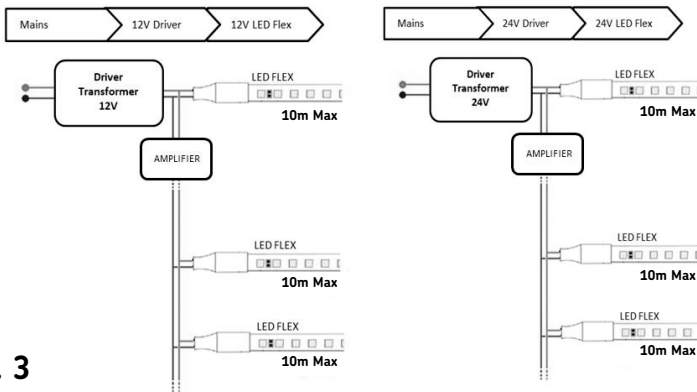 Mains
12V Driver
12V LED Flex
Driver
Transformer
12V
LED FLEX
10m Max
AMPLIFIER
LED FLEX
10m Max
LED FLEX
10m Max
Mains
24V Driver
24V LED Flex
Driver
Transformer
24V
LED FLEX
10m Max
AMPLIFIER
LED FLEX
10m Max
LED FLEX
10m Max
. 3